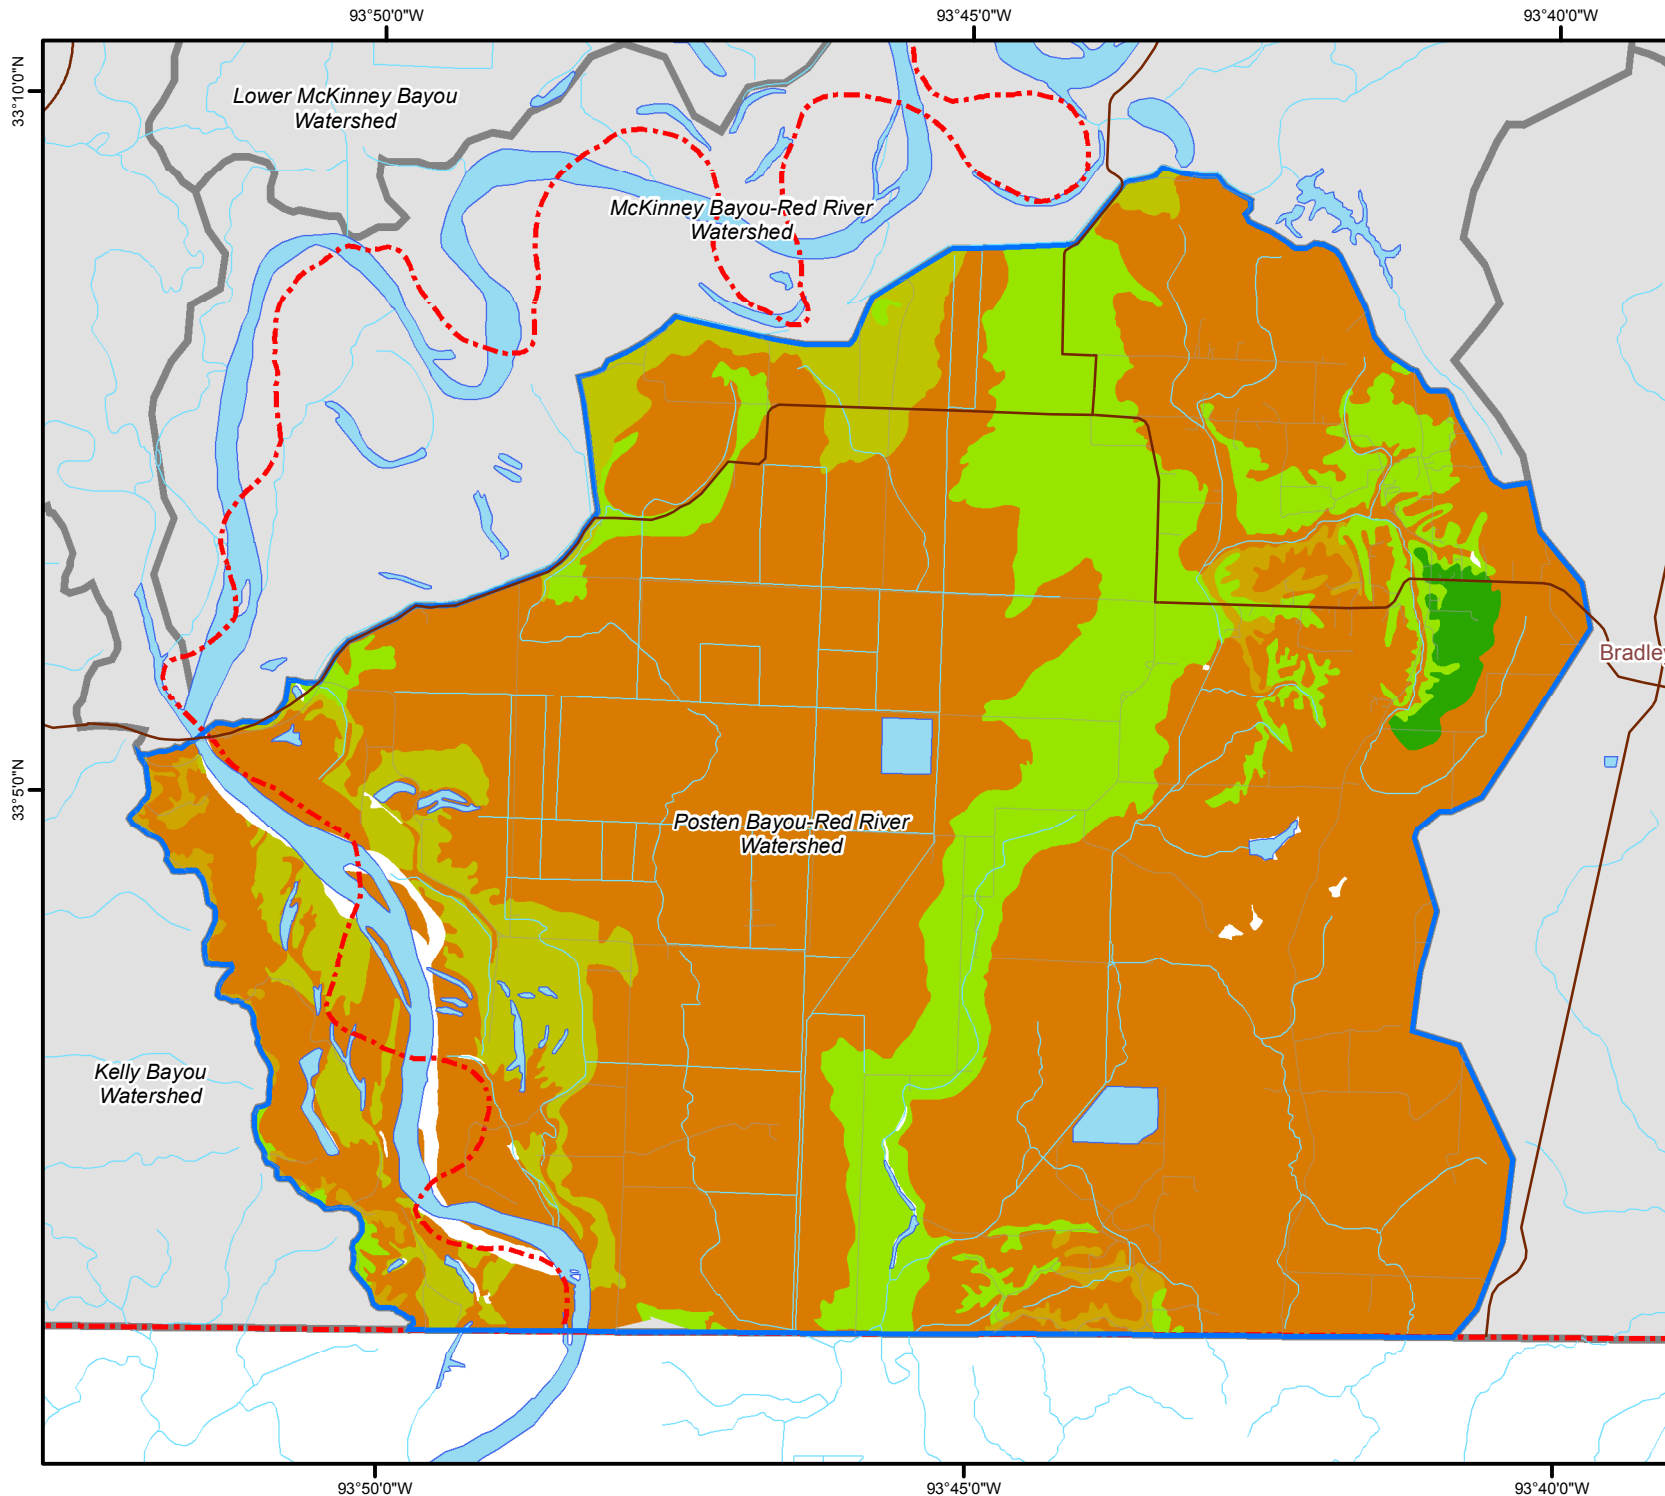 93°50'0"W
93°45'0"W
93°40'0"W
33°10'0"N
Lower McKinney Bayou
Watershed
McKinney Bayou-Red River
Watershed
Bradley
33°5'0"N
Posten Bayou-Red River
Watershed
Kelly Bayou
Watershed
93°50'0"W
93°45'0"W
93°40'0"W